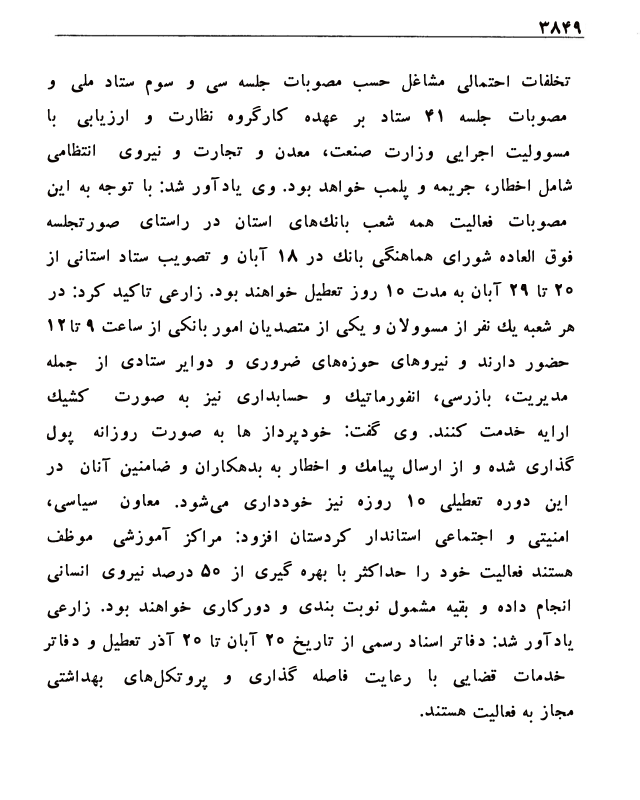 ۳۸۴۹
تخلفات احتمالی مشاغل حسب مصوبات جلسه سی و سوم ستاد ملی و
مصوبات جلسه ۴۱ ستاد بر عهده کارگروه نظارت و ارزیابی با
مسوولیت اجرایی وزارت صنعت، معدن و تجارت و نیروی انتظامی
شامل اخطار، جریمه و پلمب خواهد بود. وی یادآور شد: با توجه به این
مصوبات فعالیت همه شعب بانك‌های استان در راستای صورتجلسه
فوق العاده شورای هماهنگی بانك در ۱۸ آبان و تصویب ستاد استانی از
۲۵ تا ۲۹ آبان به مدت ۱۵ روز تعطیل خواهند بود. زارعی تاکید کرد: در
هر شعبه یك نفر از مسوولان و یکی از متصدیان امور بانکی از ساعت ۹ تا ۱۲
حضور دارند و نیروهای حوزه‌های ضروری و دوایر ستادی از جمله
مدیریت، بازرسی، انفورماتیك و حسابداری نیز به صورت کشیك
ارایه خدمت کنند. وی گفت: خودپرداز ها به صورت روزانه پول
گذاری شده و از ارسال پیامك و اخطار به بدهکاران و ضامنین آنان در
این دوره تعطیلی ۱۵ روزه نیز خودداری می‌شود. معاون سیاسی،
امنیتی و اجتماعی استاندار کردستان افزود: مراکز آموزشی موظف
هستند فعالیت خود را حداکثر با بهره گیری از ۵۰ درصد نیروی انسانی
انجام داده و بقیه مشمول نوبت بندی و دورکاری خواهند بود. زارعی
یادآور شد: دفاتر اسناد رسمی از تاریخ ۲۵ آبان تا ۲۵ آذر تعطیل و دفاتر
خدمات قضایی با رعایت فاصله گذاری و پروتکل‌های بهداشتی
مجاز به فعالیت هستند.